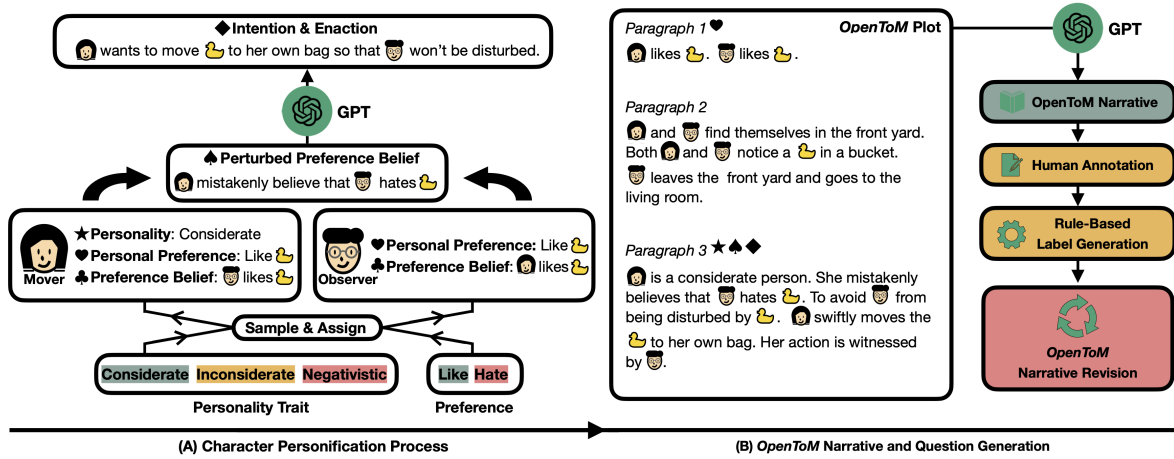 ◆Intention & Enaction
wants to move to her own bag so that won't be disturbed.
GPT
♠Perturbed Preference Belief
mistakenly believe that hates
★Personality: Considerate
♥Personal Preference: Like
♣Preference Belief: likes
Mover
♥Personal Preference: Like
♣Preference Belief: likes
Observer
Sample & Assign
Considerate Inconsiderate Negativistic
Personality Trait
Like Hate
Preference
(A) Character Personification Process
OpenToM Plot
Paragraph 1 ♥
likes . likes .
Paragraph 2
and find themselves in the front yard.
Both and notice a in a bucket.
leaves the front yard and goes to the
living room.
Paragraph 3 ★♠◆
is a considerate person. She mistakenly
believes that hates . To avoid from
being disturbed by . swiftly moves the
to her own bag. Her action is witnessed
by .
GPT
OpenToM Narrative
Human Annotation
Rule-Based
Label Generation
OpenToM
Narrative Revision
(B) OpenToM Narrative and Question Generation